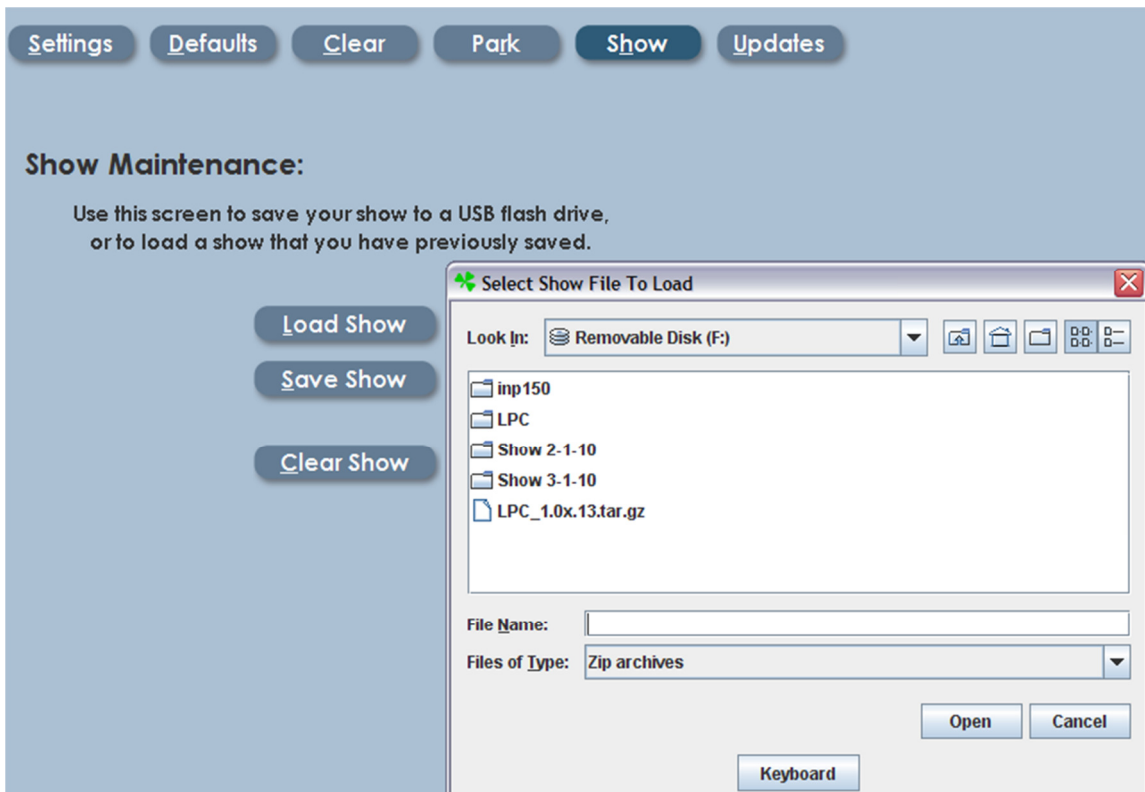 Settings Defaults Clear Park Show Updates
Show Maintenance:
Use this screen to save your show to a USB flash drive,
or to load a show that you have previously saved.
Load Show
Save Show
Clear Show
Select Show File To Load
Look In: Removable Disk (F:)
inp150
LPC
Show 2-1-10
Show 3-1-10
LPC_1.0x.13.tar.gz
File Name:
Files of Type: Zip archives
Open Cancel
Keyboard